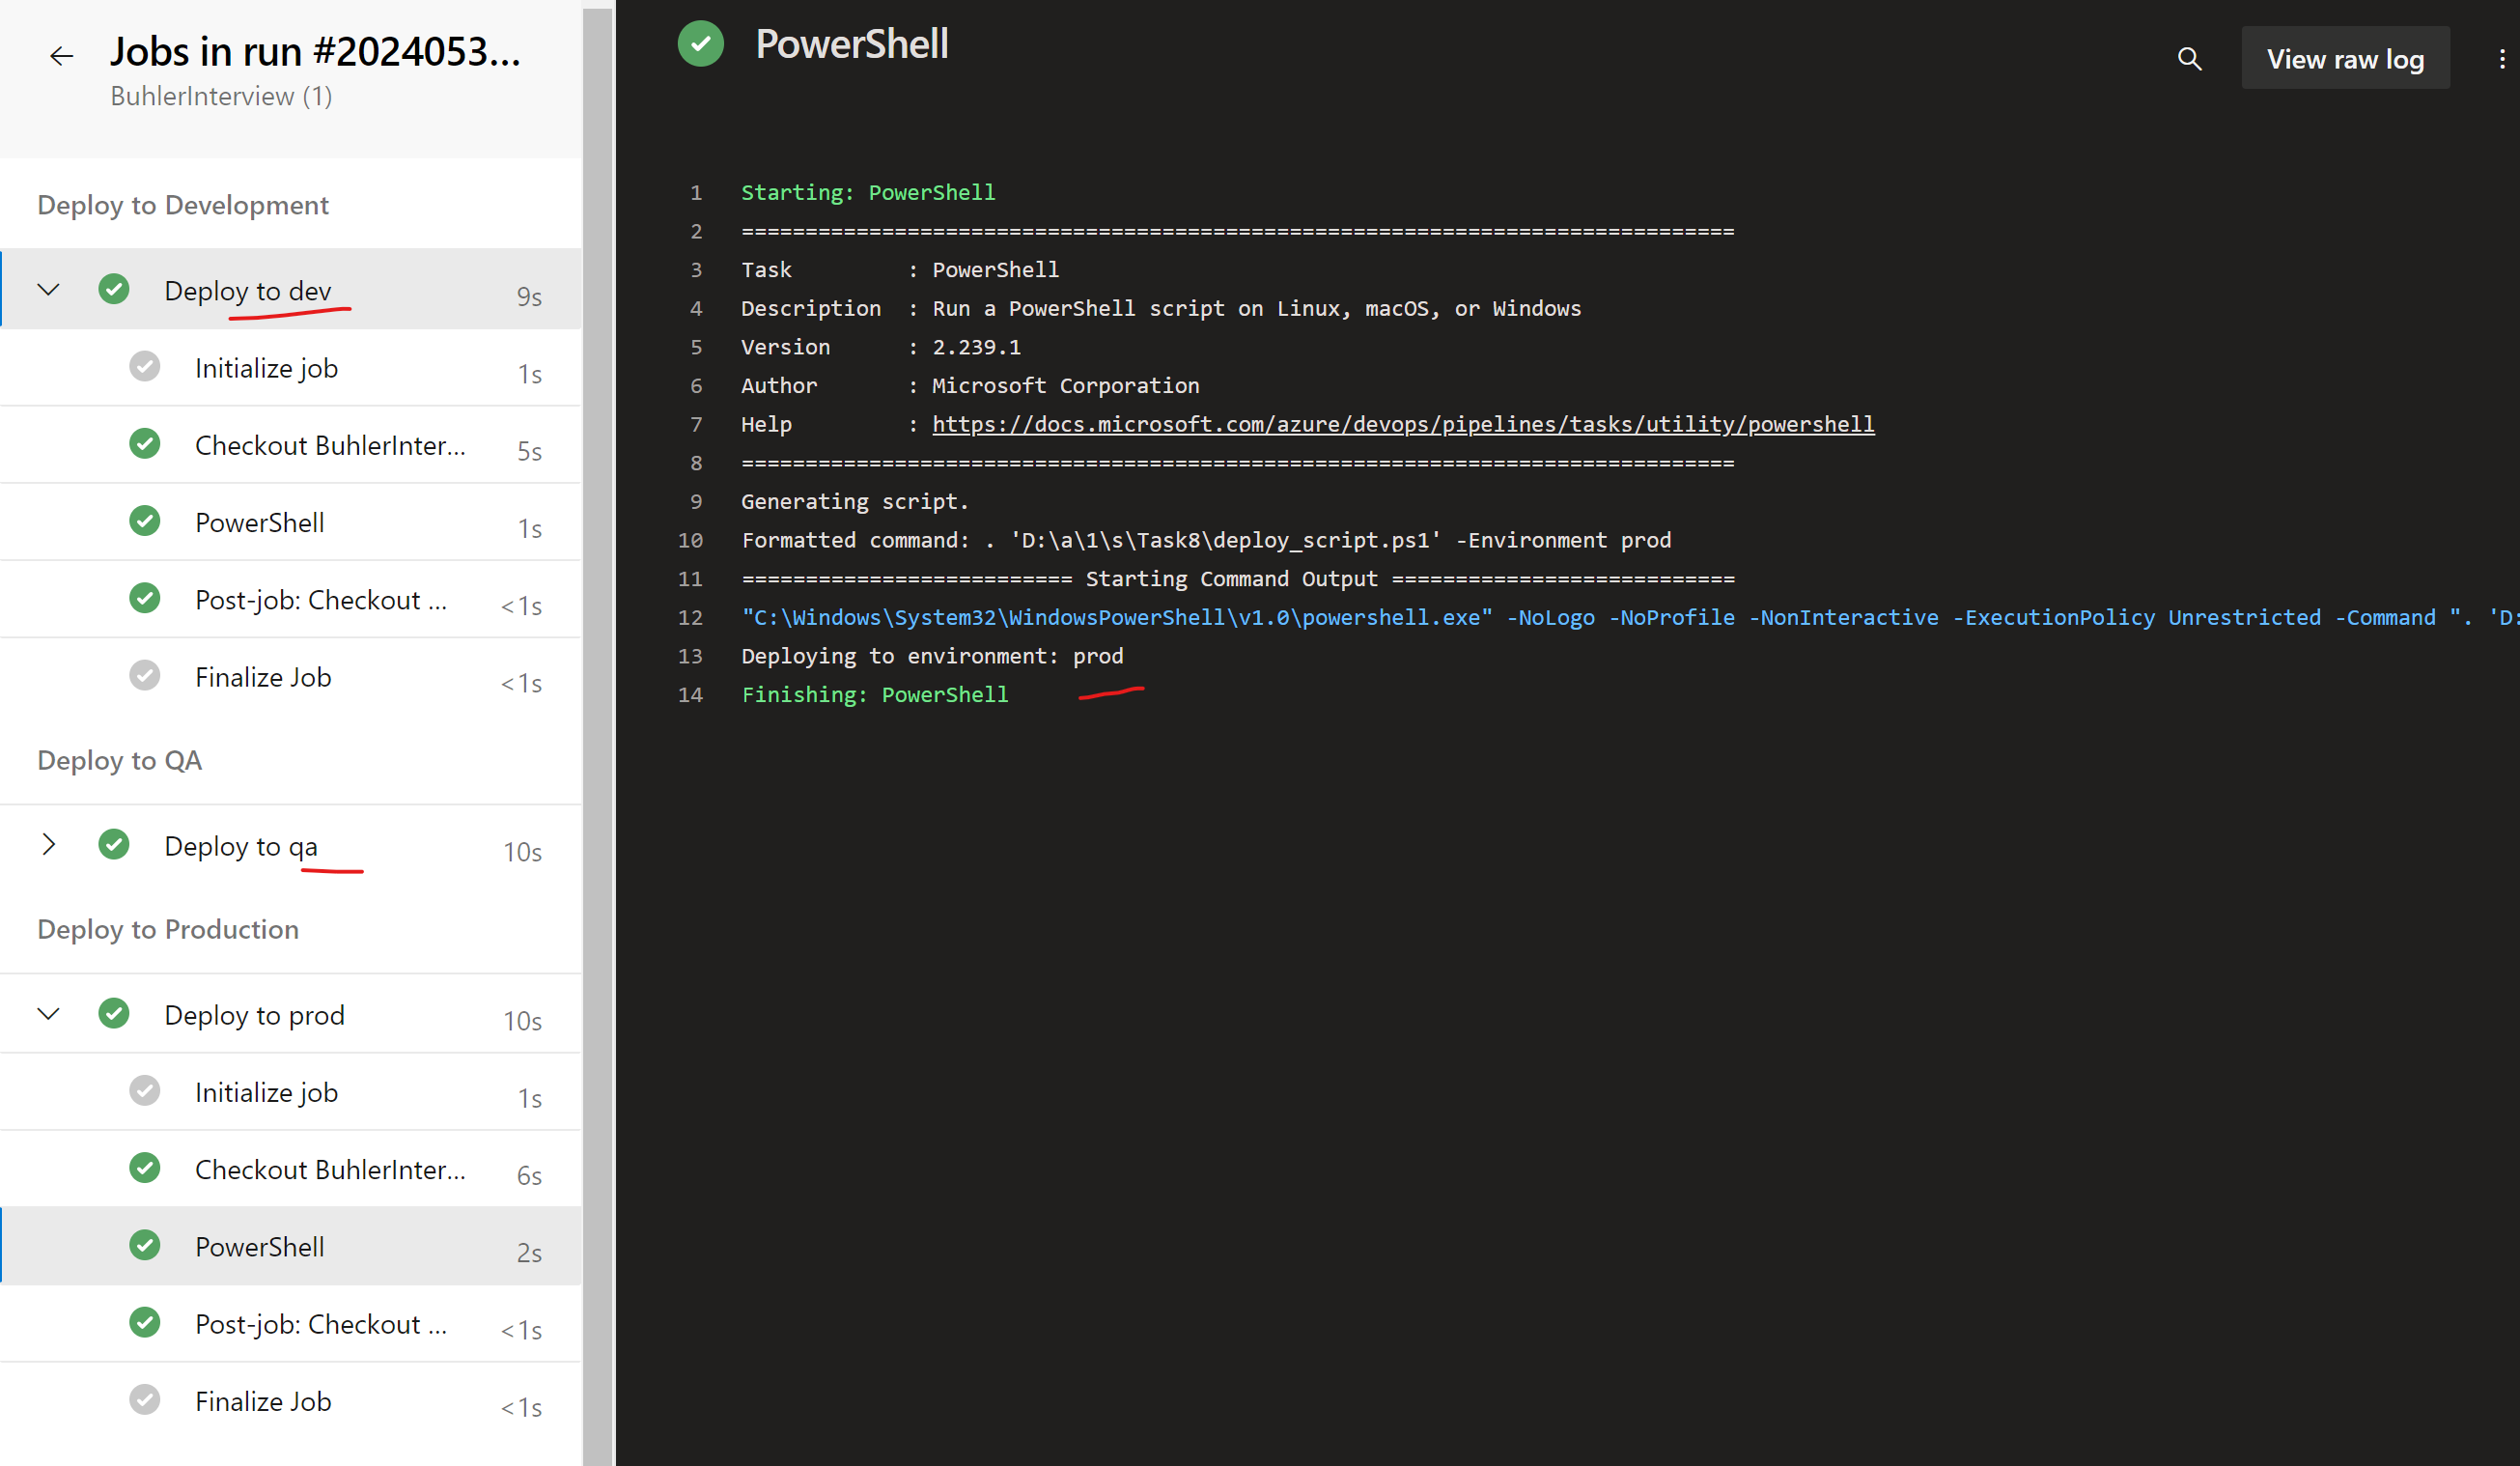 Jobs in run #2024053...
BuhlerInterview (1)
Deploy to Development
Deploy to dev 9s
Initialize job 1s
Checkout BuhlerInter... 5s
PowerShell 1s
Post-job: Checkout ... <1s
Finalize Job <1s
Deploy to QA
Deploy to qa 10s
Deploy to Production
Deploy to prod 10s
Initialize job 1s
Checkout BuhlerInter... 6s
PowerShell 2s
Post-job: Checkout ... <1s
Finalize Job <1s
PowerShell
View raw log
1 Starting: PowerShell
2 ==============================================================================
3 Task : PowerShell
4 Description : Run a PowerShell script on Linux, macOS, or Windows
5 Version : 2.239.1
6 Author : Microsoft Corporation
7 Help : https://docs.microsoft.com/azure/devops/pipelines/tasks/utility/powershell
8 ==============================================================================
9 Generating script.
10 Formatted command: . 'D:\a\1\s\Task8\deploy_script.ps1' -Environment prod
11 ========================== Starting Command Output ===========================
12 "C:\Windows\System32\WindowsPowerShell\v1.0\powershell.exe" -NoLogo -NoProfile -NonInteractive -ExecutionPolicy Unrestricted -Command ". 'D:
13 Deploying to environment: prod
14 Finishing: PowerShell